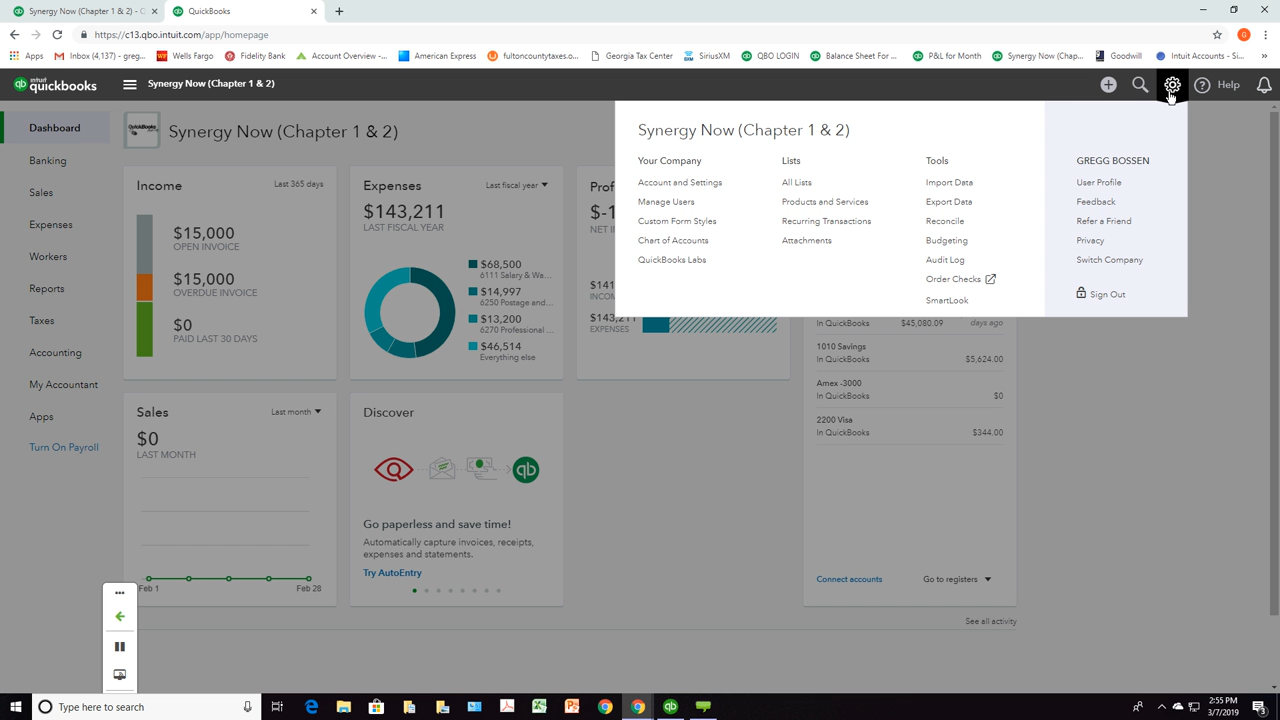 Synergy Now (Chapter 1 & 2) - C
QuickBooks
https://c13.qbo.intuit.com/app/homepage
Apps
Inbox (4,137) - greg...
Wells Fargo
Fidelity Bank
Account Overview -...
American Express
fultoncountytaxes.o...
Georgia Tax Center
SiriusXM
QBO LOGIN
Balance Sheet For ...
P&L for Month
Synergy Now (Chap...
Goodwill
Intuit Accounts - Si...
intuit quickbooks
Synergy Now (Chapter 1 & 2)
Help
Dashboard
Banking
Sales
Expenses
Workers
Reports
Taxes
Accounting
My Accountant
Apps
Turn On Payroll
Synergy Now (Chapter 1 & 2)
Income
Last 365 days
$15,000
OPEN INVOICE
$15,000
OVERDUE INVOICE
$0
PAID LAST 30 DAYS
Expenses
Last fiscal year
$143,211
LAST FISCAL YEAR
$68,500
6111 Salary & Wa...
$14,997
6250 Postage and...
$13,200
6270 Professional ...
$46,514
Everything else
$143,211
EXPENSES
Synergy Now (Chapter 1 & 2)
Your Company
Account and Settings
Manage Users
Custom Form Styles
Chart of Accounts
QuickBooks Labs
Lists
All Lists
Products and Services
Recurring Transactions
Attachments
Tools
Import Data
Export Data
Reconcile
Budgeting
Audit Log
Order Checks
SmartLook
GREGG BOSSEN
User Profile
Feedback
Refer a Friend
Privacy
Switch Company
Sign Out
In QuickBooks $45,080.09 days ago
1010 Savings
In QuickBooks $5,624.00
Amex -3000
In QuickBooks $0
2200 Visa
In QuickBooks $344.00
Connect accounts
Go to registers
See all activity
Sales
Last month
$0
LAST MONTH
Feb 1
Feb 28
Discover
qb
Go paperless and save time!
Automatically capture invoices, receipts,
expenses and statements.
Try AutoEntry
Type here to search
2:55 PM
3/7/2019